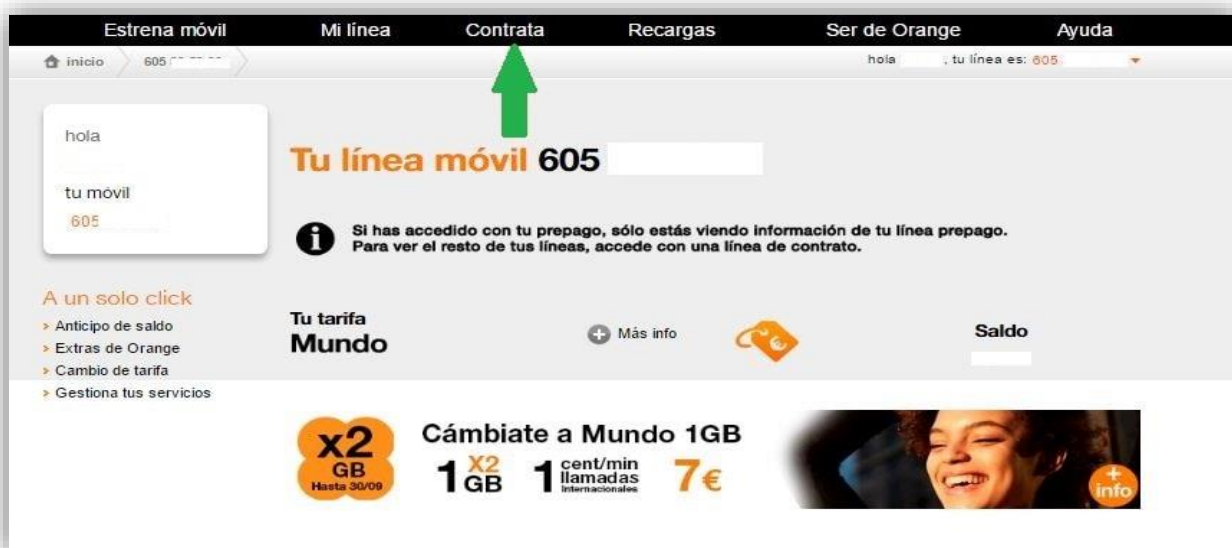 Estrena móvil Mi línea Contrata Recargas Ser de Orange Ayuda
inicio 605
hola , tu línea es: 605
hola
tu móvil
605
Tu línea móvil 605
Si has accedido con tu prepago, sólo estás viendo información de tu línea prepago.
Para ver el resto de tus líneas, accede con una línea de contrato.
A un solo click
Anticipo de saldo
Extras de Orange
Cambio de tarifa
Gestiona tus servicios
Tu tarifa
Mundo
Más info
Saldo
x2
GB
Hasta 30/09
Cámbiate a Mundo 1GB
1 X2 GB 1 cent/min llamadas Internacionales 7€
+
info